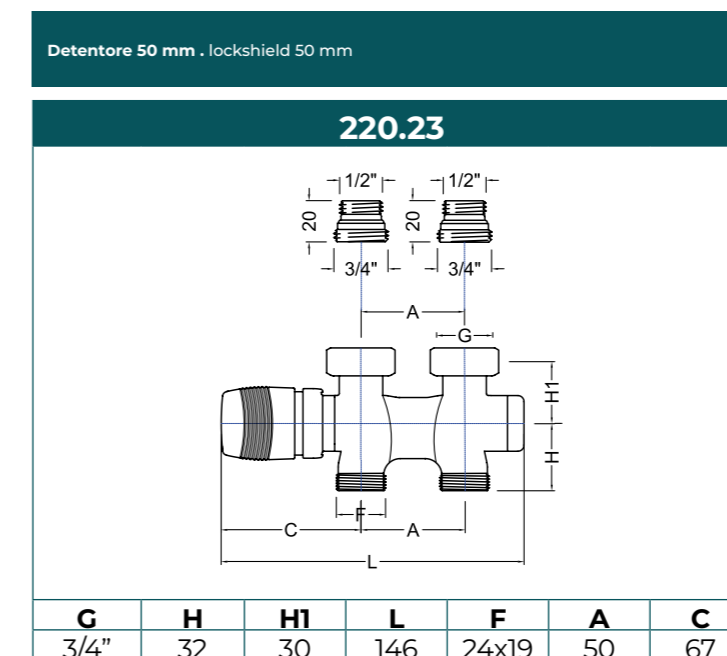 Detentore 50 mm . lockshield 50 mm
220.23
1/2" 1/2"
20 20
3/4" 3/4"
A
G
H1
H
F
C A
L
G H H1 L F A C
3/4” 32 30 146 24x19 50 67